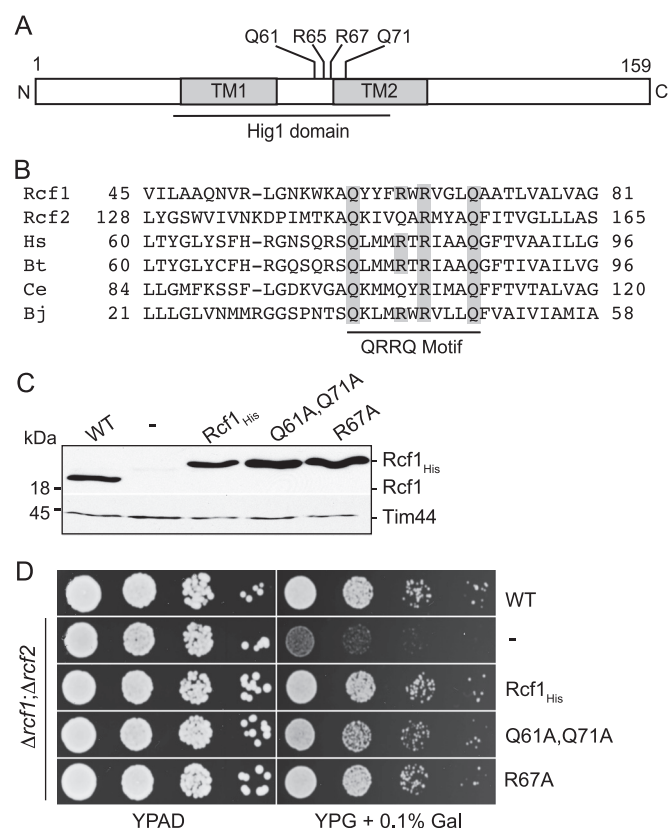 A
Q61 R65 R67 Q71
1 159
N TM1 TM2 C
Hig1 domain
B
Rcf1 45 VILAAQNVR-LGNKWKAQYYFRWRVGLQAATLVALVAG 81
Rcf2 128 LYGSWVIVNKDPIMTKAQKIVQARMYAQFITVGLLLAS 165
Hs 60 LTYGLYSFH-RGNSQRSQLMMRTRIAAQGFTVAAILLG 96
Bt 60 LTYGLYCFH-RGQSQRSQLMMRTRIAAQGFTIVAILVG 96
Ce 84 LLGMFKSSF-LGDKVGAQKMMQYRIMAQFFTVTALVAG 120
Bj 21 LLLGLVNMMRGGSPNTSQKLMRWRVLLQFVAIVIAMIA 58
QRRQ Motif
C
kDa WT - Rcf1His Q61A,Q71A R67A
Rcf1His
18 Rcf1
45 Tim44
D
WT
-
Rcf1His
Q61A,Q71A
R67A
Δrcf1;Δrcf2
YPAD YPG + 0.1% Gal